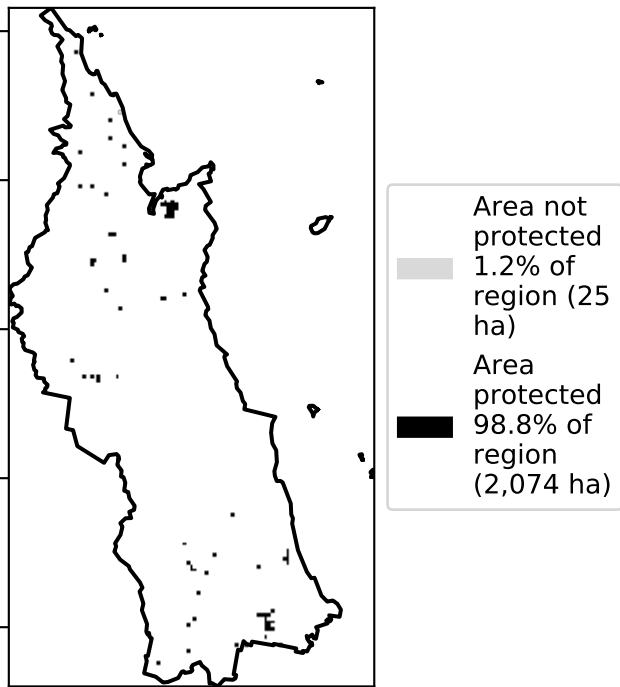 Area not
protected
1.2% of
region (25
ha)
Area
protected
98.8% of
region
(2,074 ha)